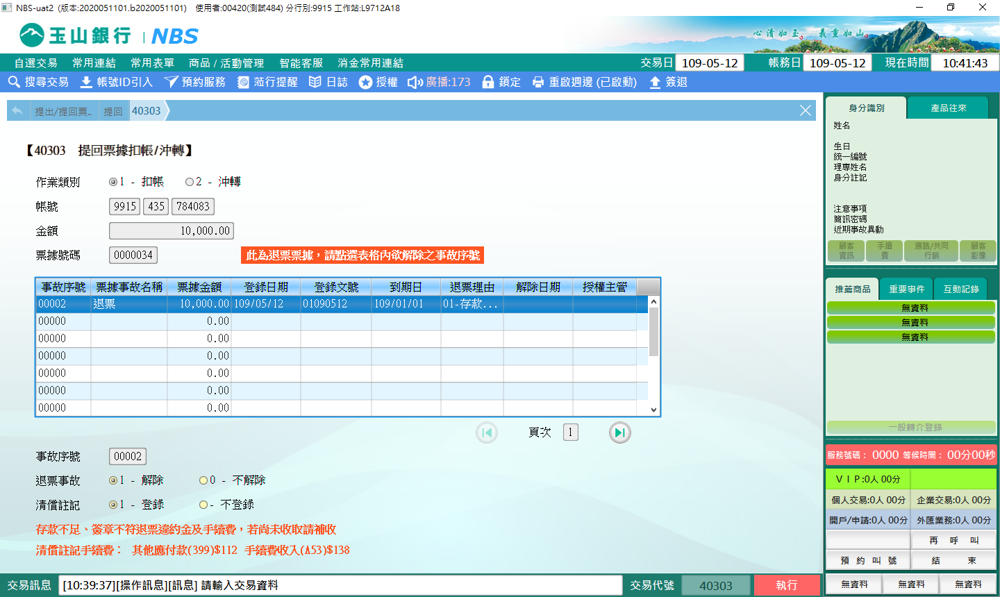 NBS-uat2 (版本:2020051101.b2020051101) 使用者:00420(測試484) 分行別:9915 工作站:L9712A18
玉山銀行 | NBS
心清如玉。義重如山。
自選交易 常用連結 常用表單 商品/活動管理 智能客服 消金常用連結 交易日 109-05-12 帳務日 109-05-12 現在時間 10:41:43
搜尋交易 帳號ID引入 預約服務 蒞行提醒 日誌 授權 廣播:173 鎖定 重啟週邊 (已啟動) 簽退
提出/提回票.. 提回 40303
【40303 提回票據扣帳/沖轉】
作業類別 1 - 扣帳 2 - 沖轉
帳號 9915 435 784083
金額 10,000.00
票據號碼 0000034 此為退票票據，請點選表格內欲解除之事故序號
事故序號 票據事故名稱 票據金額 登錄日期 登錄文號 到期日 退票理由 解除日期 授權主管
00002 退票 10,000.00 109/05/12 01090512 109/01/01 01-存款...
00000 0.00
00000 0.00
00000 0.00
00000 0.00
00000 0.00
00000 0.00
頁次 1
事故序號 00002
退票事故 1 - 解除 0 - 不解除
清償註記 1 - 登錄 - 不登錄
存款不足、簽章不符退票違約金及手續費，若尚未收取請補收
清償註記手續費： 其他應付款(399)$112 手續費收入(A53)$138
交易訊息 [10:39:37][操作訊息][訊息] 請輸入交易資料 交易代號 40303 執行
身分識別 產品往來
姓名
生日
統一編號
理專姓名
身分註記
注意事項
簡訊密碼
近期事故異動
顧客資訊 手續費 通路/共同行銷 顧客影像
推薦商品 重要事件 互動記錄
無資料
無資料
無資料
一般轉介登錄
服務號碼： 0000 等候時間： 00分00秒
ＶＩＰ:0人 00分
個人交易:0人 00分 企業交易:0人 00分
開戶/申請:0人 00分 外匯業務:0人 00分
再 呼 叫
預 約 叫 號 結 束
無資料 無資料 無資料